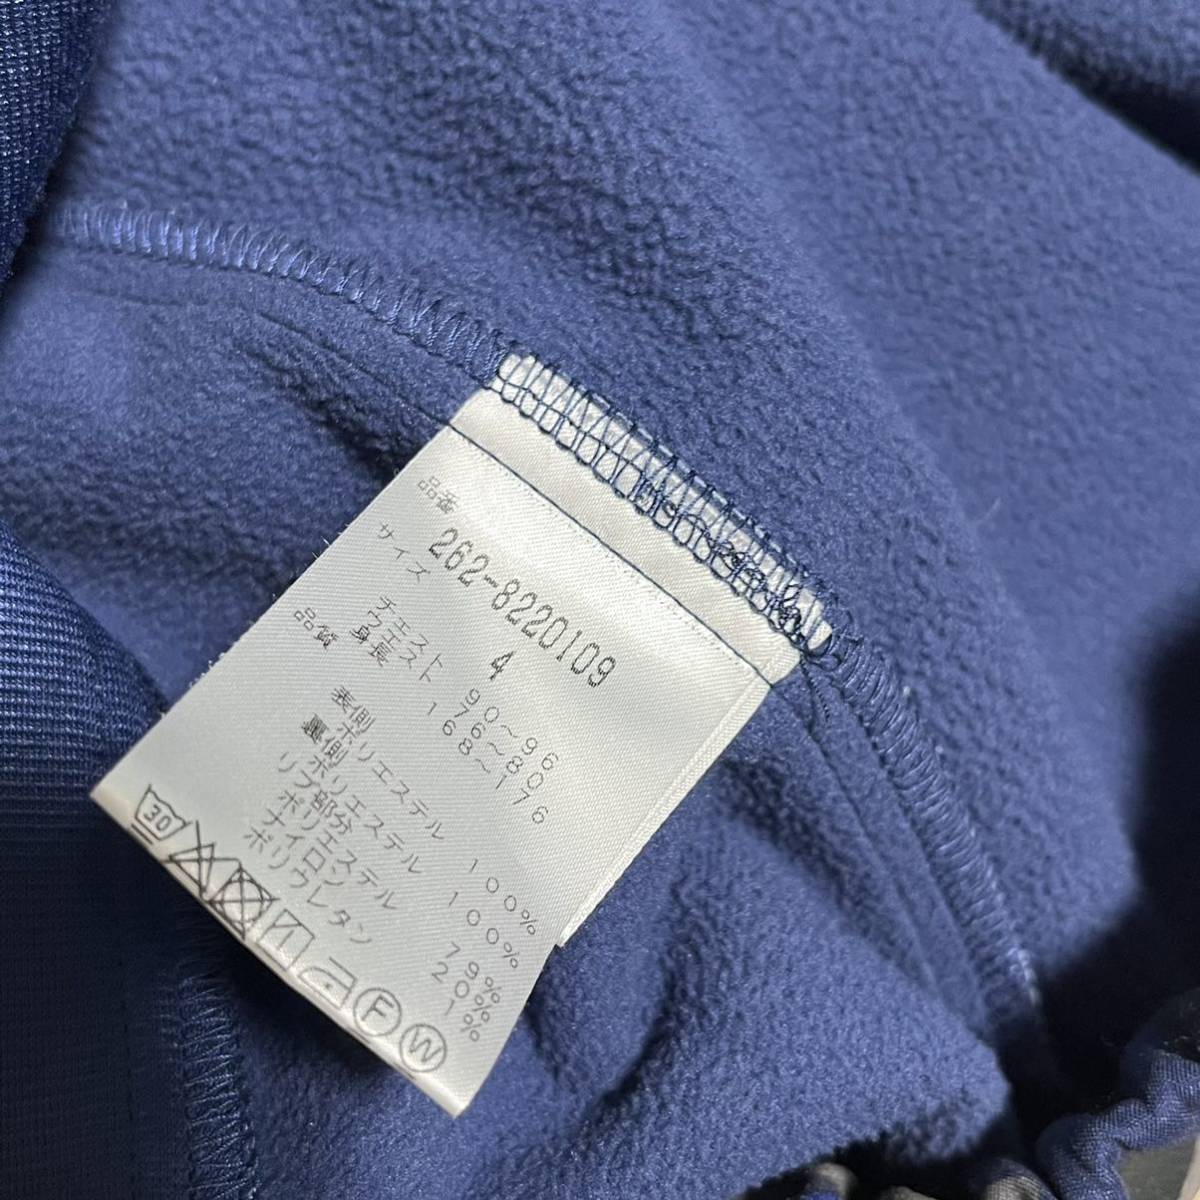 品番
262-8220109
サイズ 4
チェスト 90～96
ウエスト 76～80
身長 168～176
品質
表側 ポリエステル 100%
裏側 ポリエステル 100%
リブ部分
ポリエステル 79%
ナイロン 20%
ポリウレタン 1%
30
F W